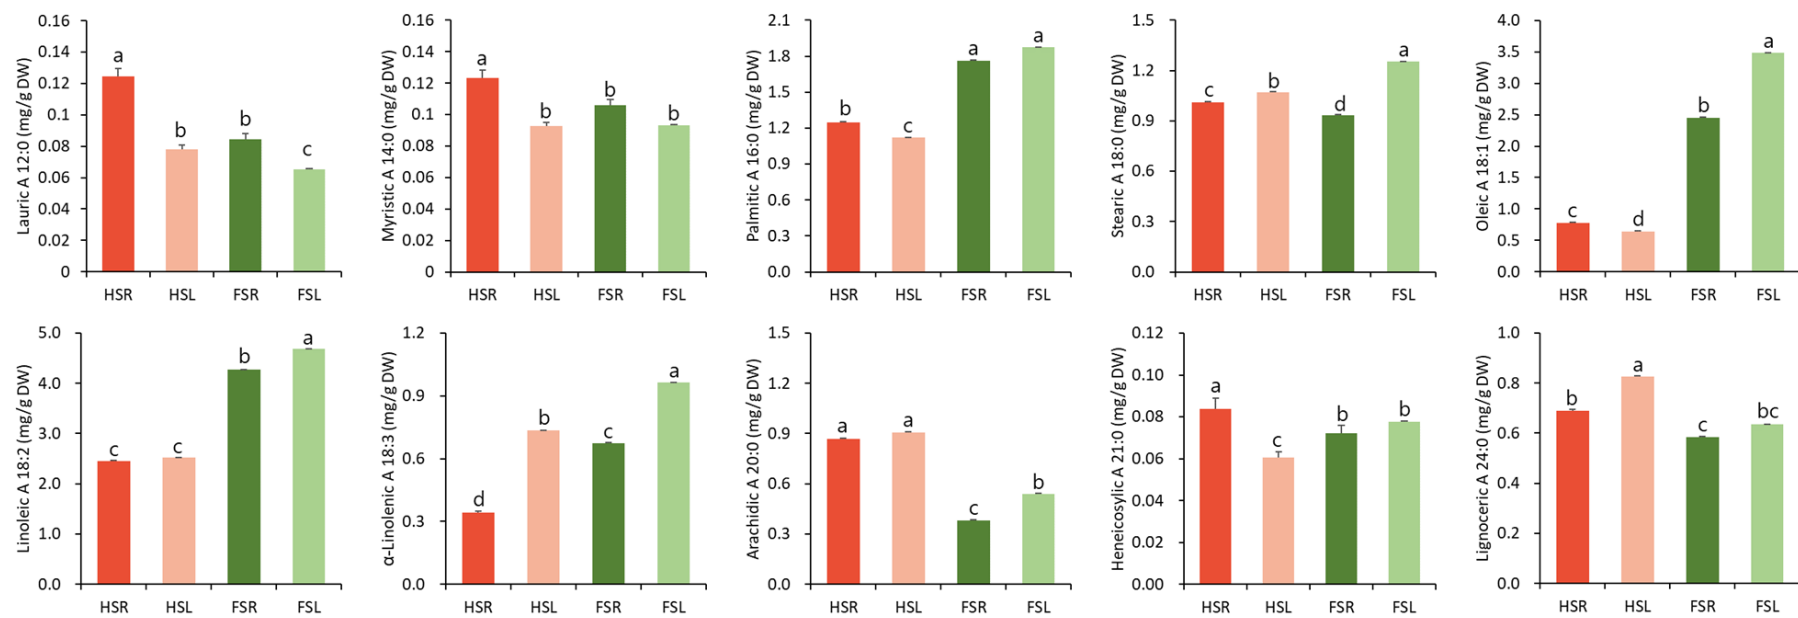 Lauric A 12:0 (mg/g DW)
0.16
0.14
0.12
0.1
0.08
0.06
0.04
0.02
0
a
b
b
c
HSR HSL FSR FSL
Myristic A 14:0 (mg/g DW)
0.16
0.14
0.12
0.1
0.08
0.06
0.04
0.02
0
a
b
b
b
HSR HSL FSR FSL
Palmitic A 16:0 (mg/g DW)
2.1
1.8
1.5
1.2
0.9
0.6
0.3
0.0
b
c
a
a
HSR HSL FSR FSL
Stearic A 18:0 (mg/g DW)
1.5
1.2
0.9
0.6
0.3
0.0
c
b
d
a
HSR HSL FSR FSL
Oleic A 18:1 (mg/g DW)
4.0
3.5
3.0
2.5
2.0
1.5
1.0
0.5
0.0
c
d
b
a
HSR HSL FSR FSL
Linoleic A 18:2 (mg/g DW)
5.0
4.0
3.0
2.0
1.0
0.0
c
c
b
a
HSR HSL FSR FSL
α-Linolenic A 18:3 (mg/g DW)
1.2
0.9
0.6
0.3
0.0
d
b
c
a
HSR HSL FSR FSL
Arachidic A 20:0 (mg/g DW)
1.5
1.2
0.9
0.6
0.3
0.0
a
a
c
b
HSR HSL FSR FSL
Heneicosylic A 21:0 (mg/g DW)
0.12
0.10
0.08
0.06
0.04
0.02
0.00
a
c
b
b
HSR HSL FSR FSL
Lignoceric A 24:0 (mg/g DW)
1.0
0.8
0.6
0.4
0.2
0.0
b
a
c
bc
HSR HSL FSR FSL